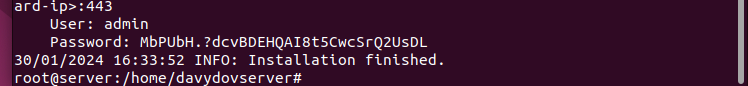 ard-ip>:443
User: admin
Password: MbPUbH.?dcvBDEHQAI8t5CwcSrQ2UsDL
30/01/2024 16:33:52 INFO: Installation finished.
root@server:/home/davydovserver#